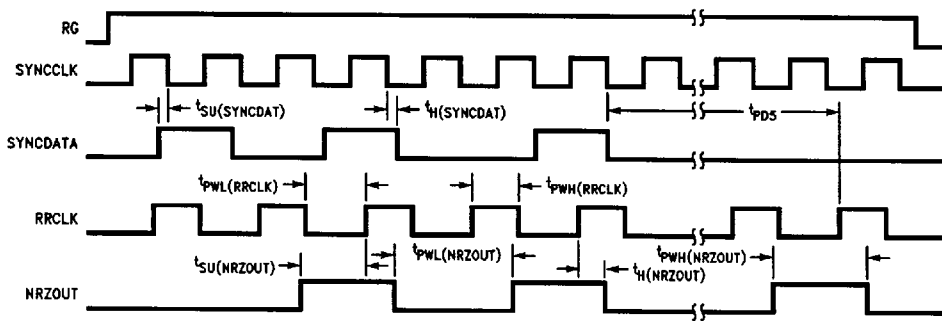 RG
SYNCCLK
tSU(SYNCDAT)
tH(SYNCDAT)
tPD5
SYNCDATA
tPWL(RRCLK)
tPWH(RRCLK)
RRCLK
tSU(NRZOUT)
tPWL(NRZOUT)
tH(NRZOUT)
tPWH(NRZOUT)
NRZOUT